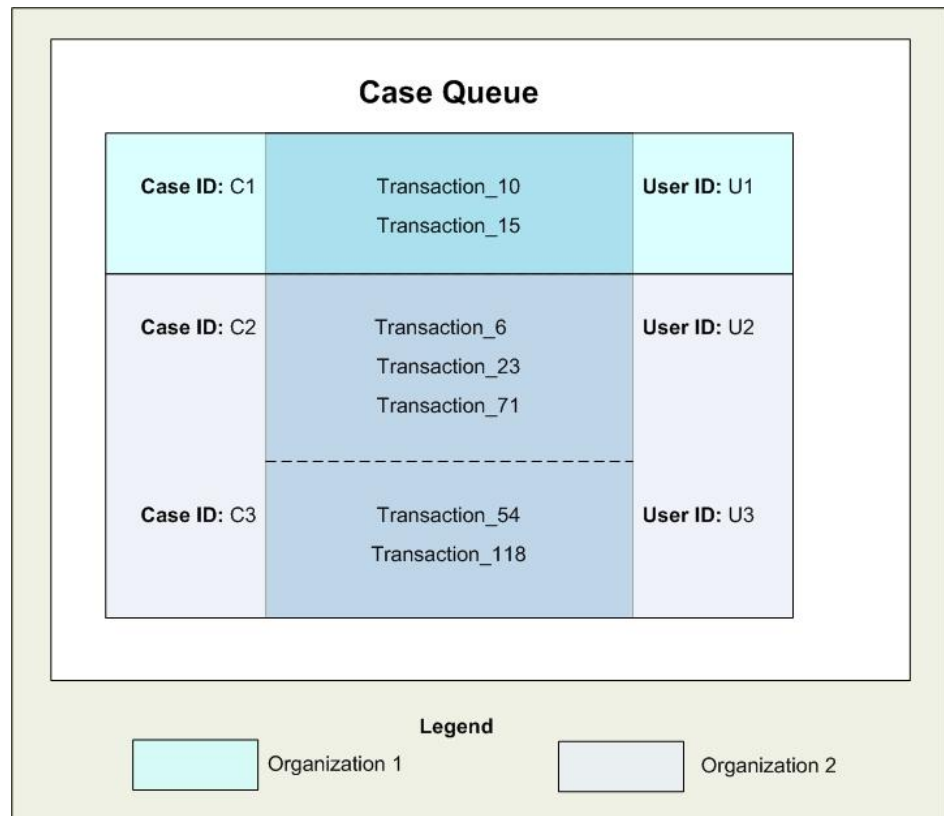 Case Queue
Case ID: C1 Transaction_10 User ID: U1
Transaction_15
Case ID: C2 Transaction_6 User ID: U2
Transaction_23
Transaction_71
Case ID: C3 Transaction_54 User ID: U3
Transaction_118
Legend
Organization 1 Organization 2